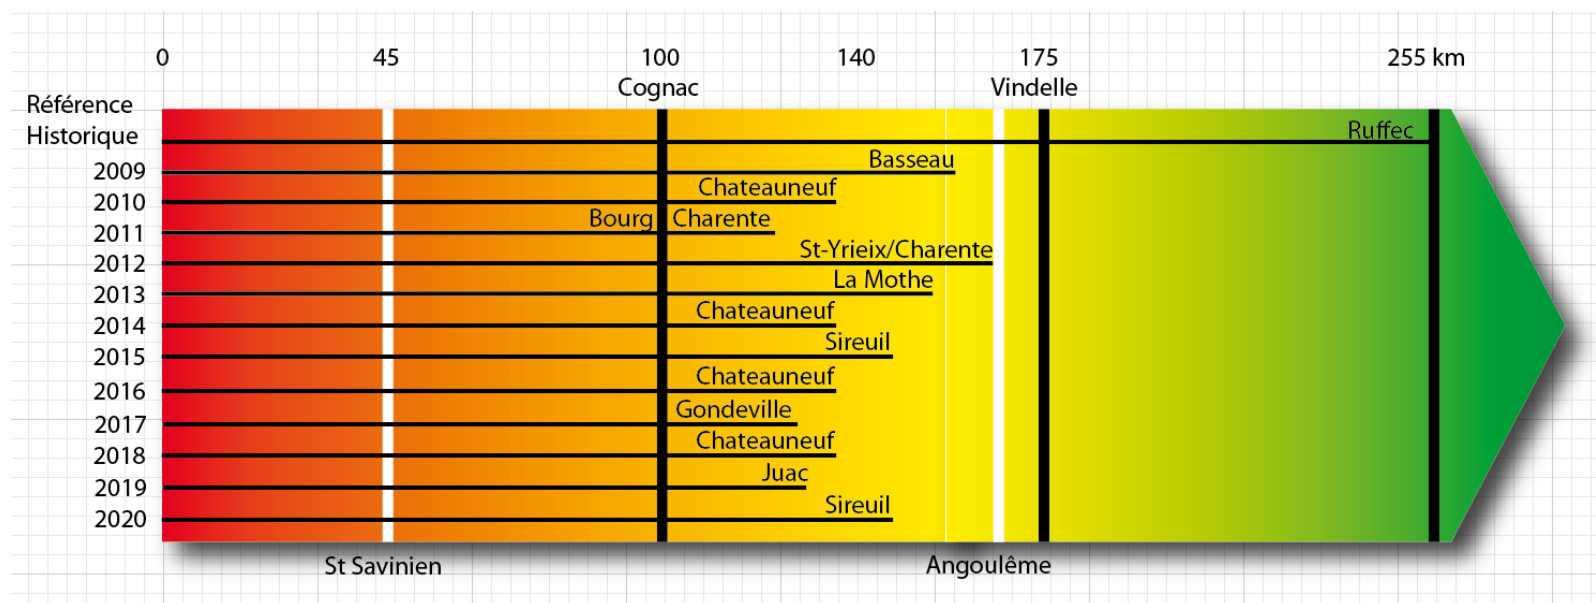 0 45 100 140 175 255 km
Cognac Vindelle
Référence
Historique Ruffec
2009 Basseau
2010 Chateauneuf
2011 Bourg Charente
2012 St-Yrieix/Charente
2013 La Mothe
2014 Chateauneuf
2015 Sireuil
2016 Chateauneuf
2017 Gondeville
2018 Chateauneuf
2019 Juac
2020 Sireuil
St Savinien Angoulême